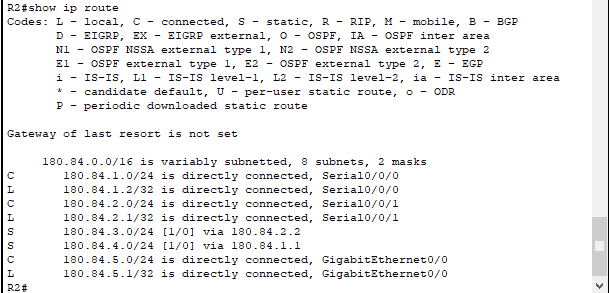 R2#show ip route
Codes: L - local, C - connected, S - static, R - RIP, M - mobile, B - BGP
D - EIGRP, EX - EIGRP external, O - OSPF, IA - OSPF inter area
N1 - OSPF NSSA external type 1, N2 - OSPF NSSA external type 2
E1 - OSPF external type 1, E2 - OSPF external type 2, E - EGP
i - IS-IS, L1 - IS-IS level-1, L2 - IS-IS level-2, ia - IS-IS inter area
* - candidate default, U - per-user static route, o - ODR
P - periodic downloaded static route
Gateway of last resort is not set
180.84.0.0/16 is variably subnetted, 8 subnets, 2 masks
C 180.84.1.0/24 is directly connected, Serial0/0/0
L 180.84.1.2/32 is directly connected, Serial0/0/0
C 180.84.2.0/24 is directly connected, Serial0/0/1
L 180.84.2.1/32 is directly connected, Serial0/0/1
S 180.84.3.0/24 [1/0] via 180.84.2.2
S 180.84.4.0/24 [1/0] via 180.84.1.1
C 180.84.5.0/24 is directly connected, GigabitEthernet0/0
L 180.84.5.1/32 is directly connected, GigabitEthernet0/0
R2#